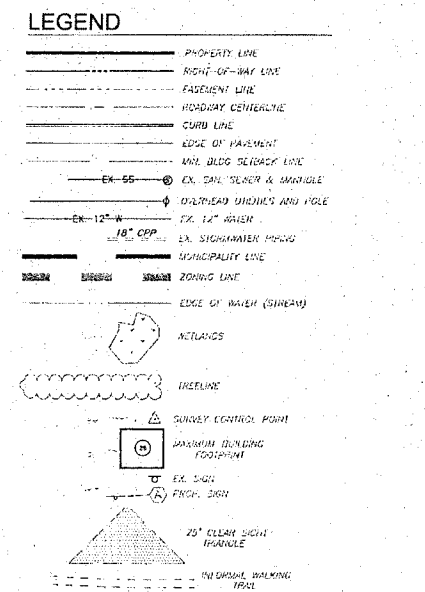 LEGEND
PROPERTY LINE
RIGHT-OF-WAY LINE
EASEMENT LINE
ROADWAY CENTERLINE
CURB LINE
EDGE OF PAVEMENT
MIN. BLDG SETBACK LINE
EX. SS EX. SAN. SEWER & MANHOLE
OVERHEAD UTILITIES AND POLE
EX. 12" W EX. 12" WATER
18" CPP EX. STORMWATER PIPING
MUNICIPALITY LINE
ZONING LINE
EDGE OF WATER (STREAM)
WETLANDS
TREELINE
SURVEY CONTROL POINT
MAXIMUM BUILDING
FOOTPRINT
EX. SIGN
A PROP. SIGN
25' CLEAR SIGHT
TRIANGLE
INFORMAL WALKING
TRAIL